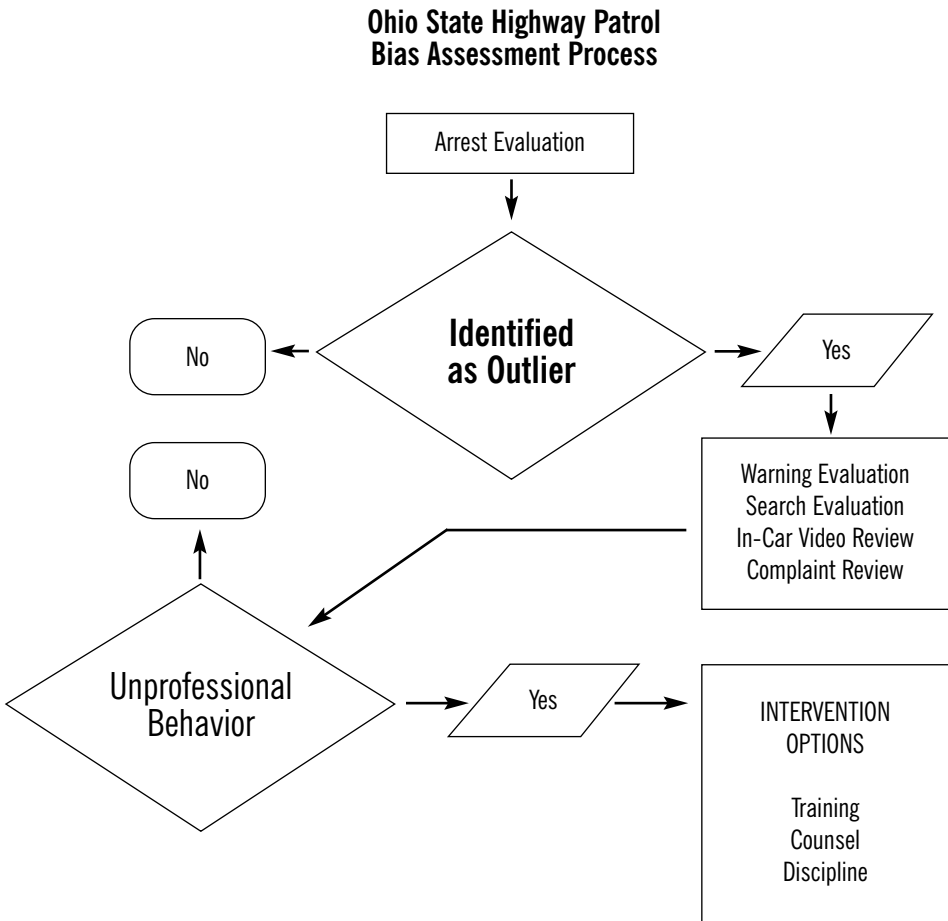 Ohio State Highway Patrol
Bias Assessment Process
Arrest Evaluation
Identified
as Outlier
No
Yes
Warning Evaluation
Search Evaluation
In-Car Video Review
Complaint Review
No
Unprofessional
Behavior
Yes
INTERVENTION
OPTIONS
Training
Counsel
Discipline